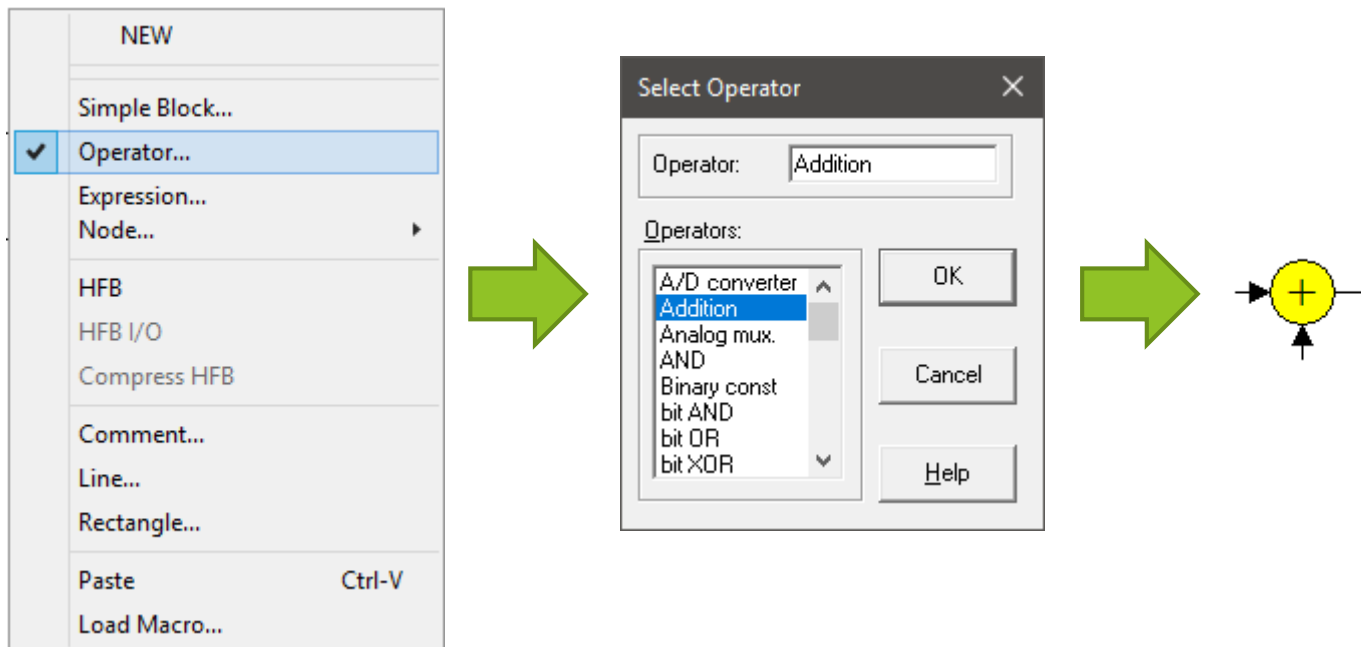 NEW
Simple Block...
Operator...
Expression...
Node...
HFB
HFB I/O
Compress HFB
Comment...
Line...
Rectangle...
Paste Ctrl-V
Load Macro...
Select Operator
Operator: Addition
Operators:
A/D converter
Addition
Analog mux.
AND
Binary const
bit AND
bit OR
bit XOR
OK
Cancel
Help
+